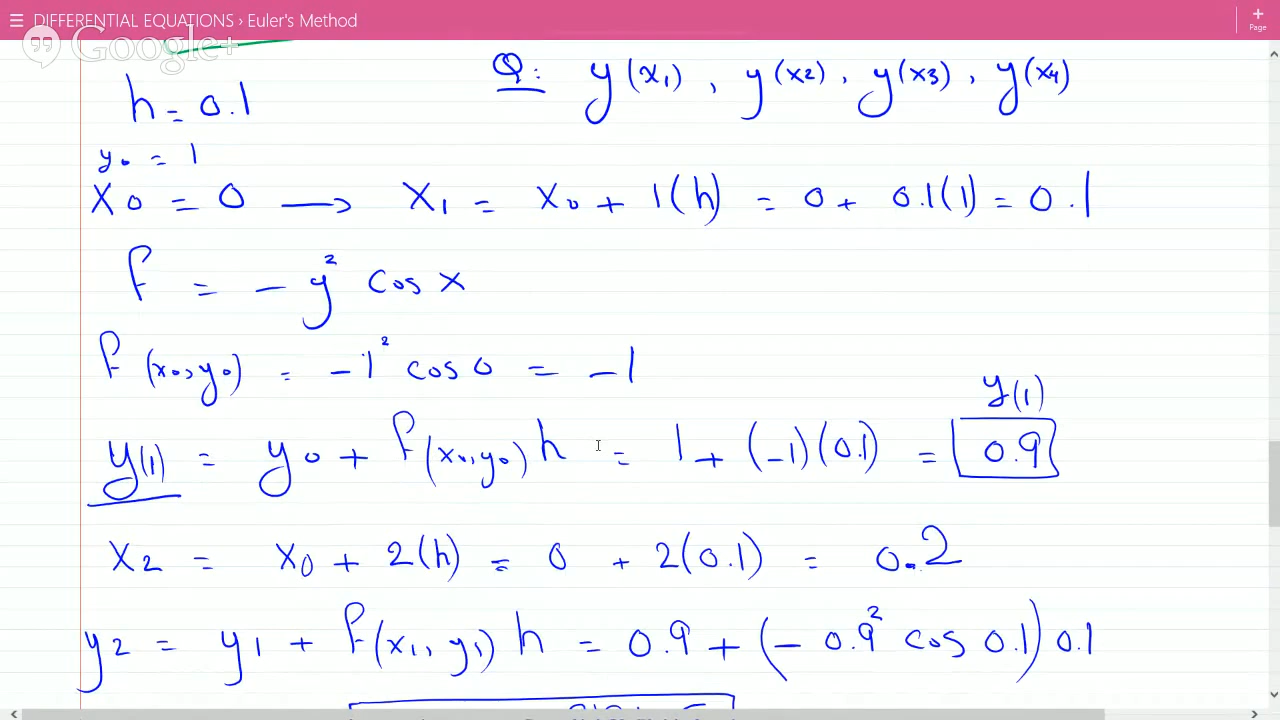 DIFFERENTIAL EQUATIONS › Euler's Method
Page
Google+
h = 0.1
Q: y(x1), y(x2), y(x3), y(x4)
y0 = 1
x0 = 0 → x1 = x0 + 1(h) = 0 + 0.1(1) = 0.1
f = -y² cos x
f(x0,y0) = -1² cos 0 = -1
y(1)
y(1) = y0 + f(x0,y0)h = 1 + (-1)(0.1) = 0.9
x2 = x0 + 2(h) = 0 + 2(0.1) = 0.2
y2 = y1 + f(x1, y1)h = 0.9 + (-0.9² cos 0.1)0.1